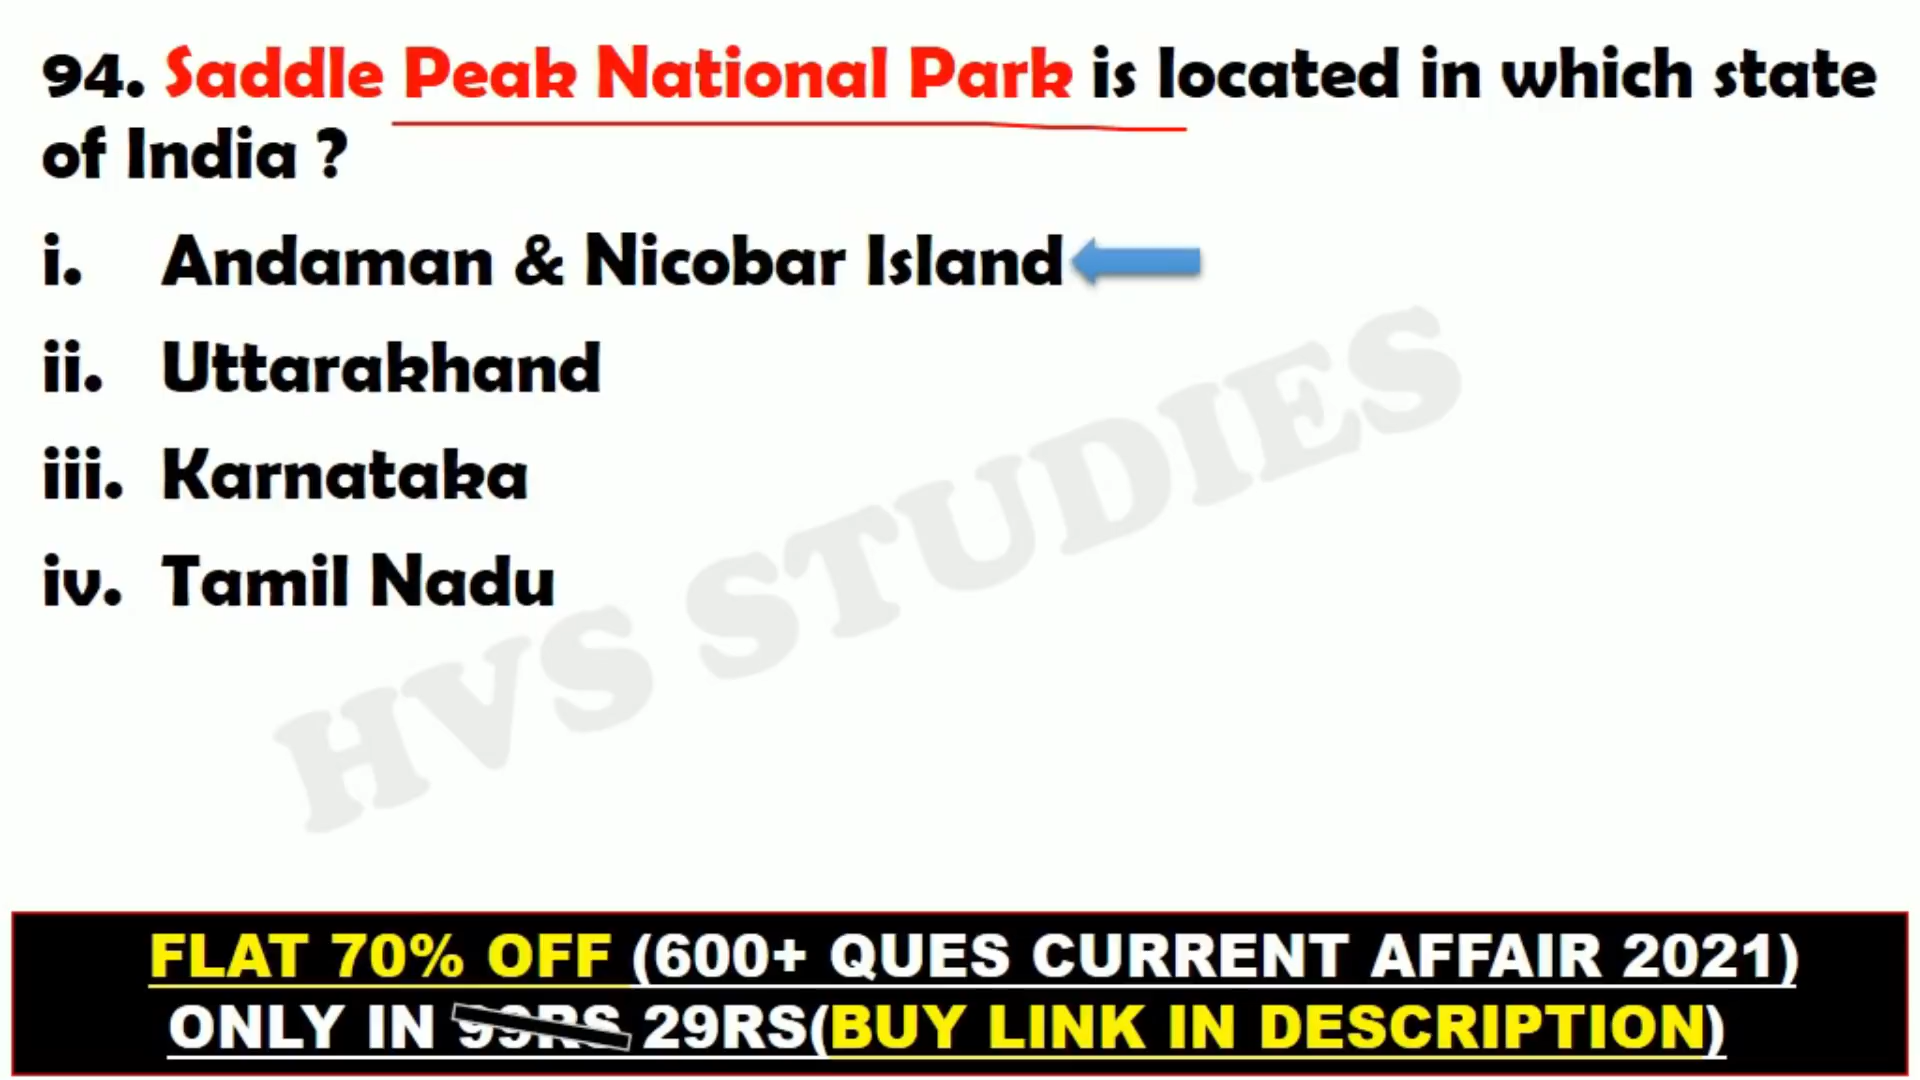 94. Saddle Peak National Park is located in which state
of India ?
i. Andaman & Nicobar Island
ii. Uttarakhand
iii. Karnataka
iv. Tamil Nadu
HVS STUDIES
FLAT 70% OFF (600+ QUES CURRENT AFFAIR 2021)
ONLY IN 99RS 29RS(BUY LINK IN DESCRIPTION)